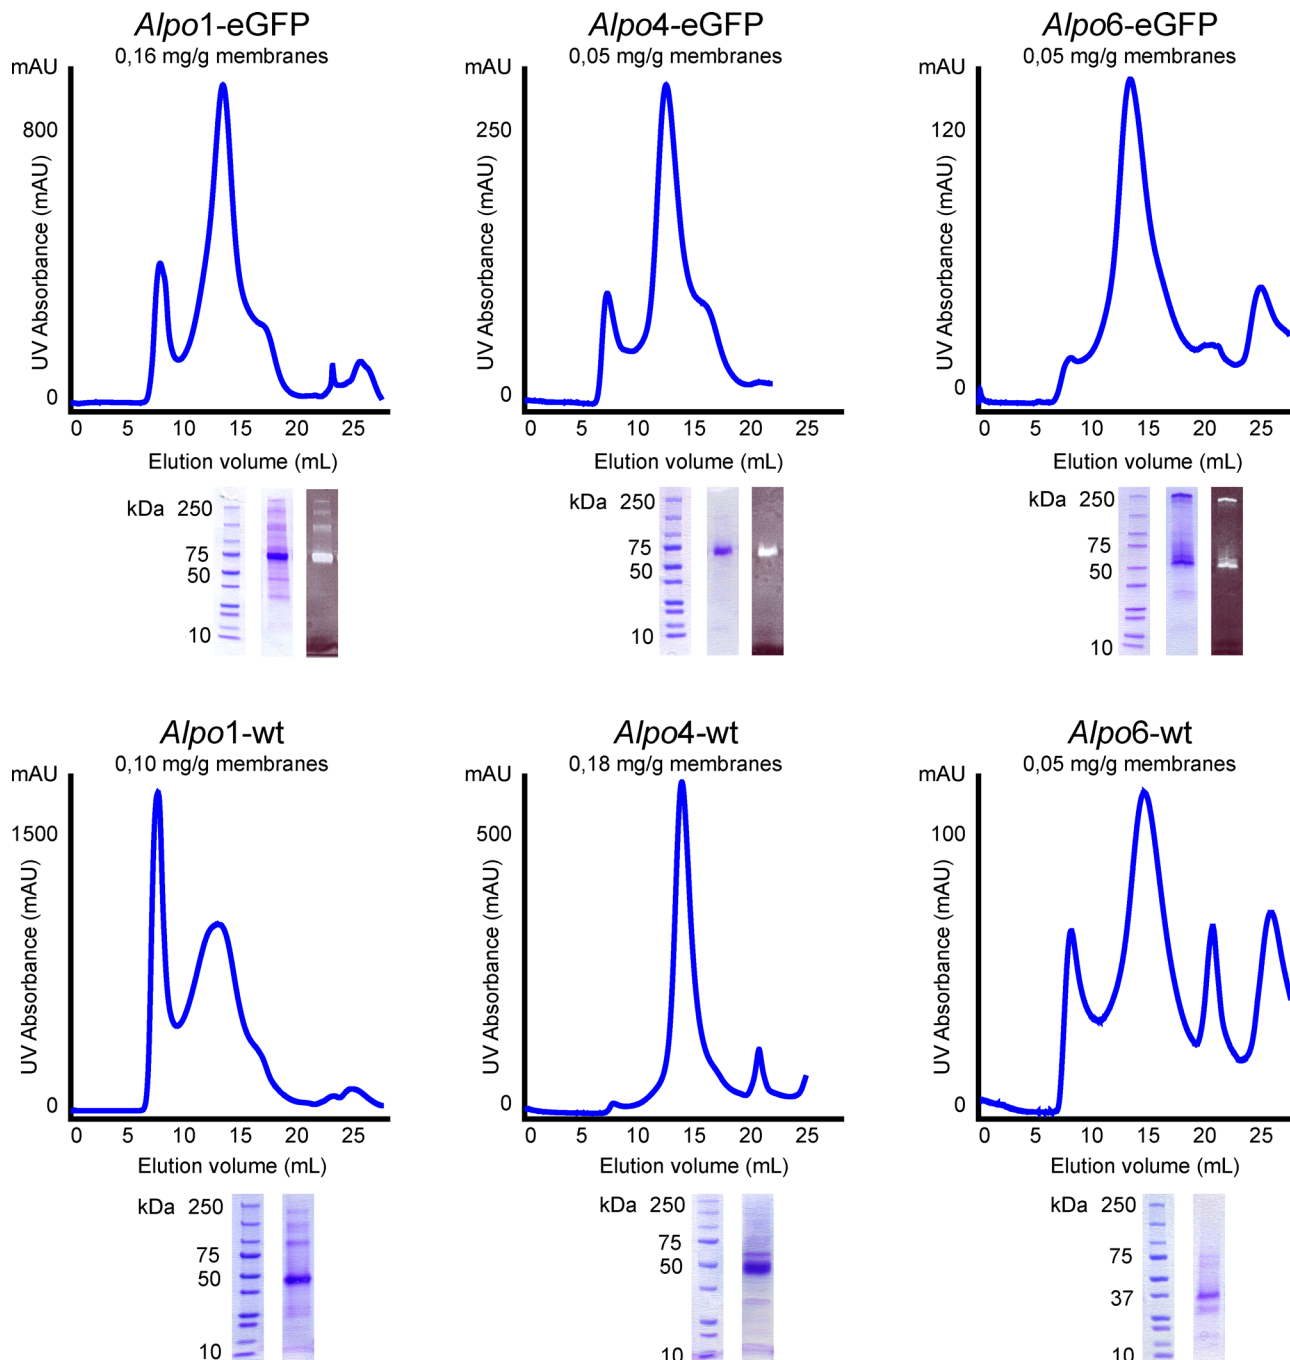 Alpo1-eGFP
0,16 mg/g membranes
mAU
800
UV Absorbance (mAU)
0
0 5 10 15 20 25
Elution volume (mL)
kDa 250
75
50
10
Alpo4-eGFP
0,05 mg/g membranes
mAU
250
UV Absorbance (mAU)
0
0 5 10 15 20 25
Elution volume (mL)
kDa 250
75
50
10
Alpo6-eGFP
0,05 mg/g membranes
mAU
120
UV Absorbance (mAU)
0
0 5 10 15 20 25
Elution volume (mL)
kDa 250
75
50
10
Alpo1-wt
0,10 mg/g membranes
mAU
1500
UV Absorbance (mAU)
0
0 5 10 15 20 25
Elution volume (mL)
kDa 250
75
50
10
Alpo4-wt
0,18 mg/g membranes
mAU
500
UV Absorbance (mAU)
0
0 5 10 15 20 25
Elution volume (mL)
kDa 250
75
50
10
Alpo6-wt
0,05 mg/g membranes
mAU
100
UV Absorbance (mAU)
0
0 5 10 15 20 25
Elution volume (mL)
kDa 250
75
37
10